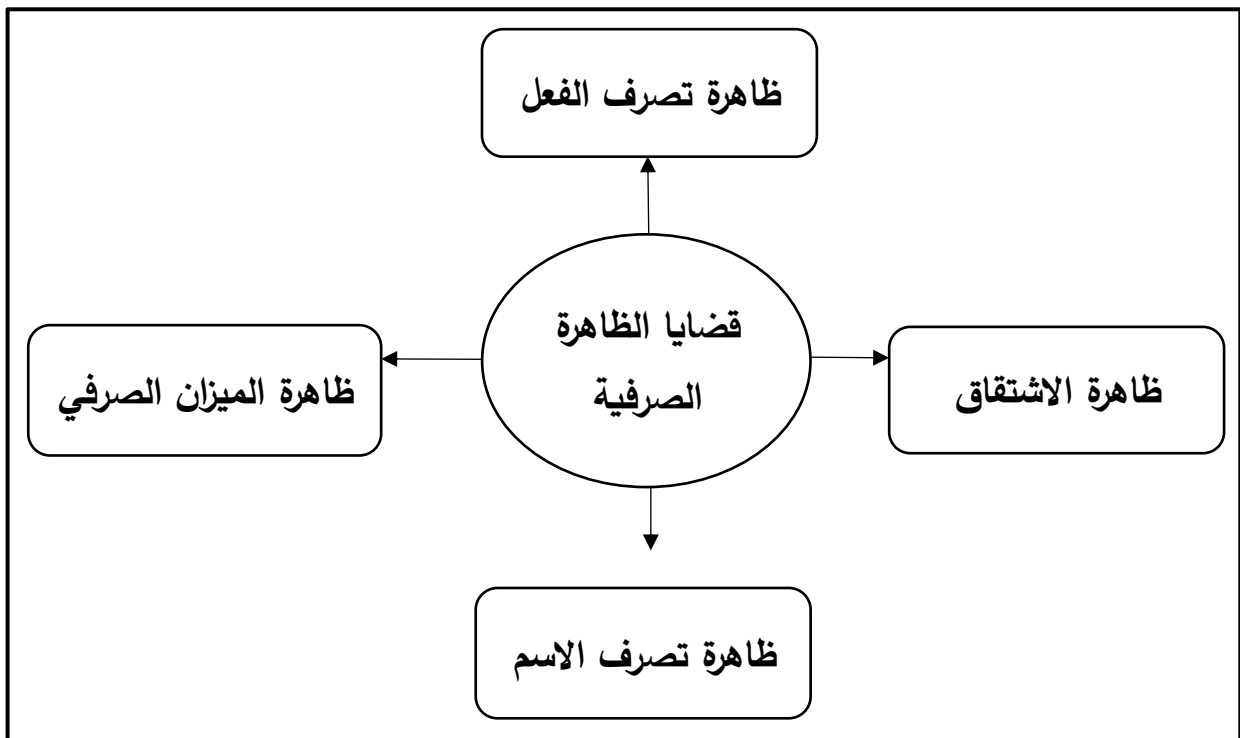 ظاهرة تصرف الفعل
قضايا الظاهرة
الصرفية
ظاهرة الاشتقاق
ظاهرة الميزان الصرفي
ظاهرة تصرف الاسم